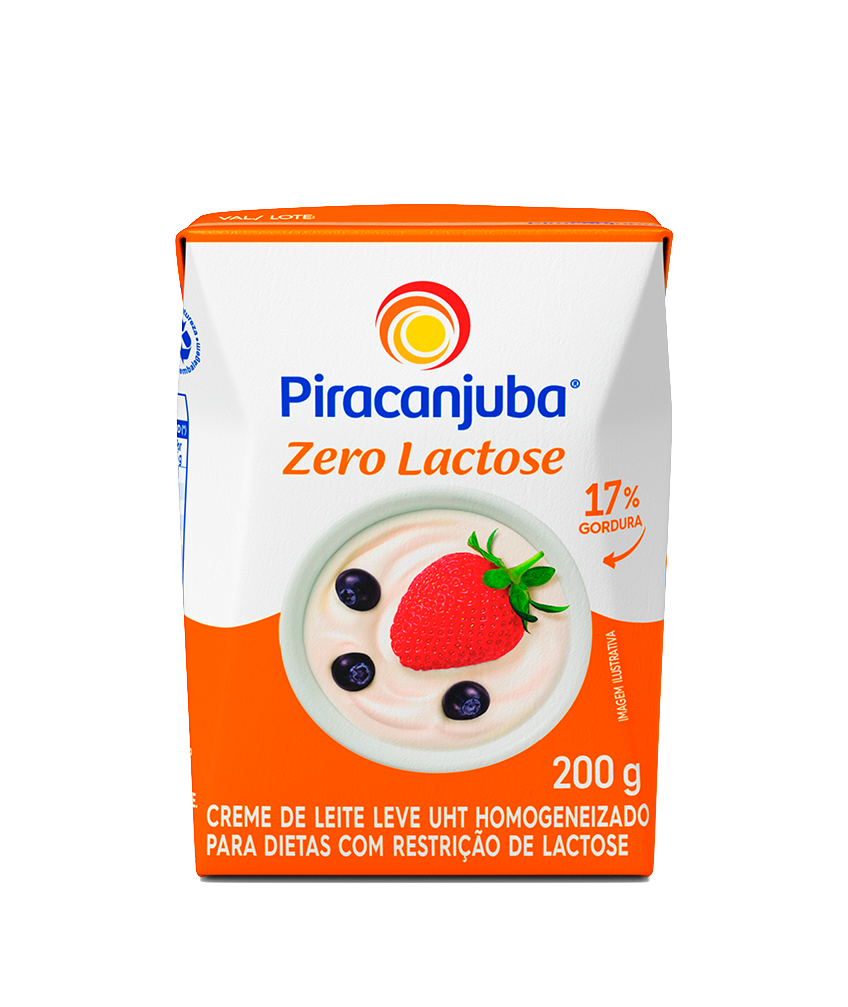 VAL./ LOTE:
Piracanjuba®
Zero Lactose
17%
GORDURA
IMAGEM ILUSTRATIVA
200 g
CREME DE LEITE LEVE UHT HOMOGENEIZADO
PARA DIETAS COM RESTRIÇÃO DE LACTOSE